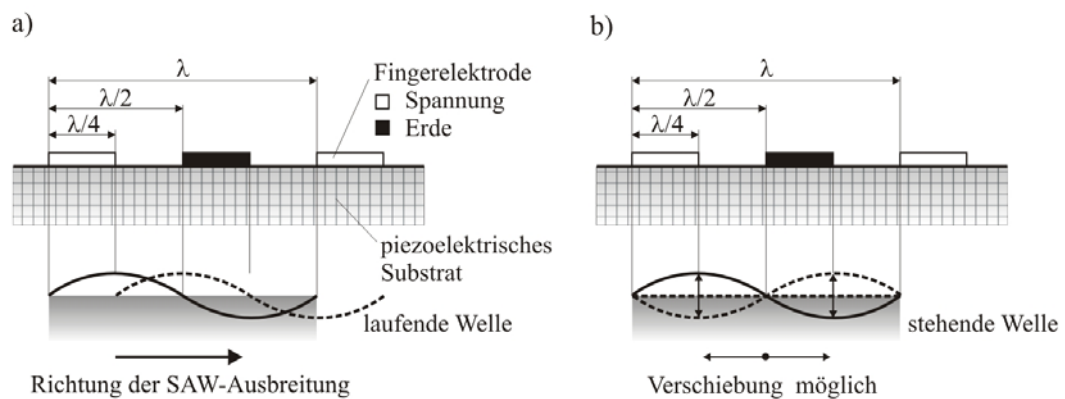 a)
λ
λ/2
λ/4
Fingerelektrode
Spannung
Erde
piezoelektrisches
Substrat
laufende Welle
Richtung der SAW-Ausbreitung
b)
λ
λ/2
λ/4
stehende Welle
Verschiebung möglich